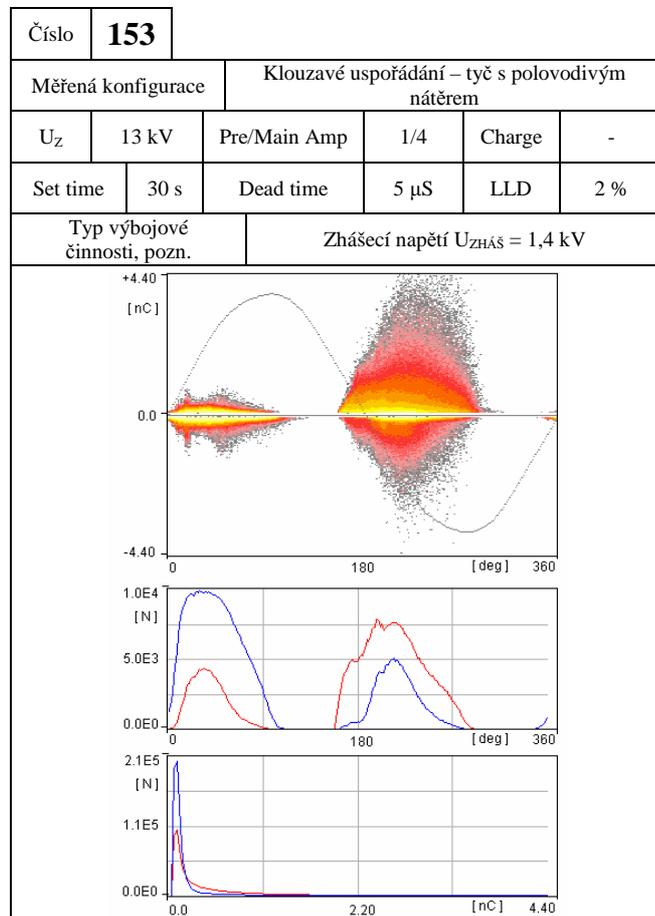 Číslo 153
Měřená konfigurace Klouzavé uspořádání – tyč s polovodivým
nátěrem
UZ 13 kV Pre/Main Amp 1/4 Charge -
Set time 30 s Dead time 5 μS LLD 2 %
Typ výbojové
činnosti, pozn. Zhášecí napětí UZHÁŠ = 1,4 kV
+4.40
[nC]
0.0
-4.40
0 180 [deg] 360
1.0E4
[N]
5.0E3
0.0E0
0 180 [deg] 360
2.1E5
[N]
1.1E5
0.0E0
0.0 2.20 [nC] 4.40